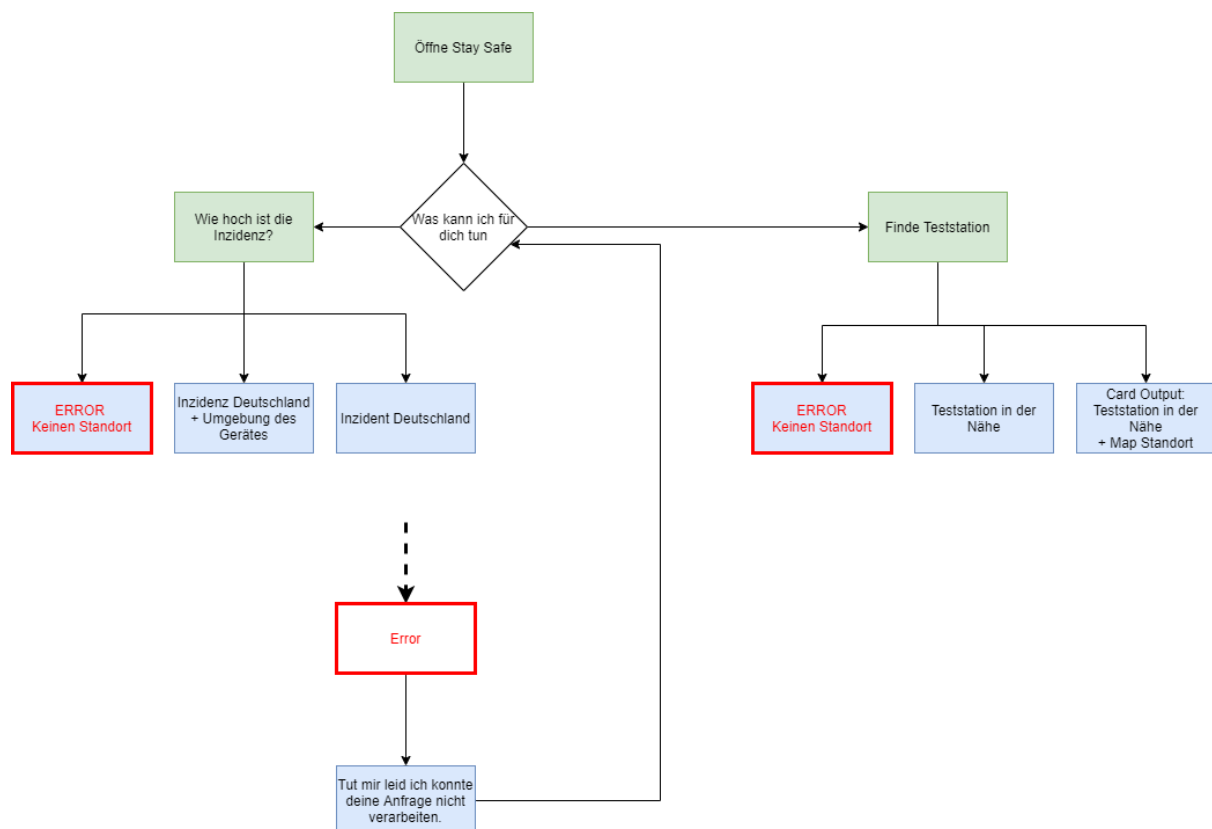 Öffne Stay Safe
Wie hoch ist die
Inzidenz?
Was kann ich für
dich tun
Finde Teststation
ERROR
Keinen Standort
Inzidenz Deutschland
+ Umgebung des
Gerätes
Inzident Deutschland
ERROR
Keinen Standort
Teststation in der
Nähe
Card Output:
Teststation in der
Nähe
+ Map Standort
Error
Tut mir leid ich konnte
deine Anfrage nicht
verarbeiten.